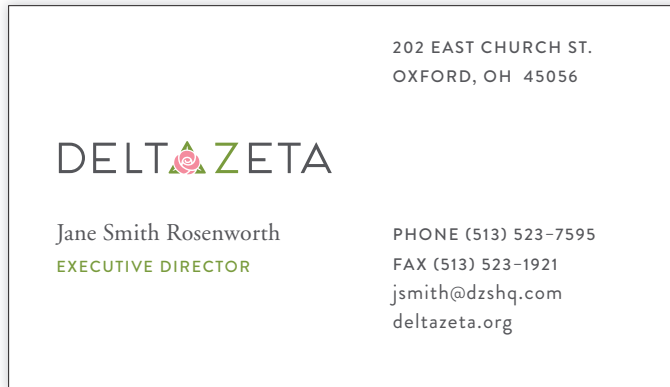 202 EAST CHURCH ST.
OXFORD, OH 45056
DELTA ZETA
Jane Smith Rosenworth
EXECUTIVE DIRECTOR
PHONE (513) 523–7595
FAX (513) 523–1921
jsmith@dzshq.com
deltazeta.org